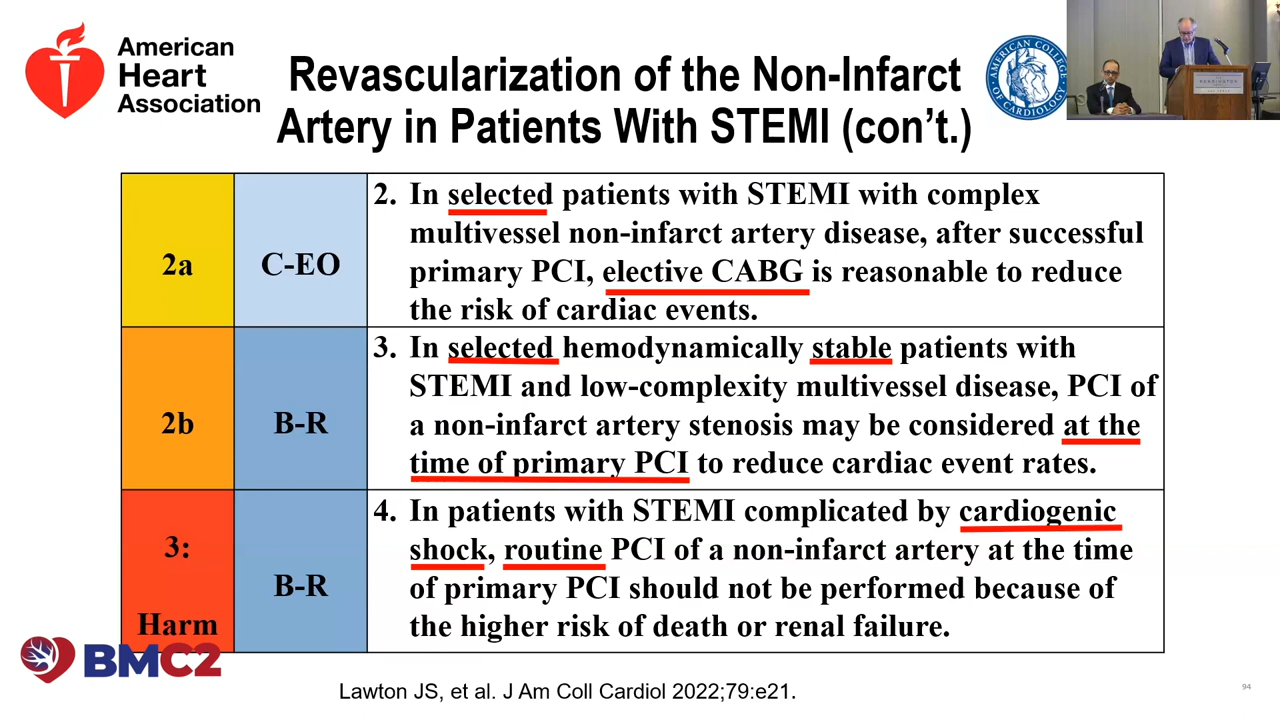 American
Heart
Association
Revascularization of the Non-Infarct
Artery in Patients With STEMI (con’t.)
AMERICAN COLLEGE OF CARDIOLOGY
2a
C-EO
2. In selected patients with STEMI with complex
multivessel non-infarct artery disease, after successful
primary PCI, elective CABG is reasonable to reduce
the risk of cardiac events.
2b
B-R
3. In selected hemodynamically stable patients with
STEMI and low-complexity multivessel disease, PCI of
a non-infarct artery stenosis may be considered at the
time of primary PCI to reduce cardiac event rates.
3:
Harm
B-R
4. In patients with STEMI complicated by cardiogenic
shock, routine PCI of a non-infarct artery at the time
of primary PCI should not be performed because of
the higher risk of death or renal failure.
BMC2
Lawton JS, et al. J Am Coll Cardiol 2022;79:e21.
94